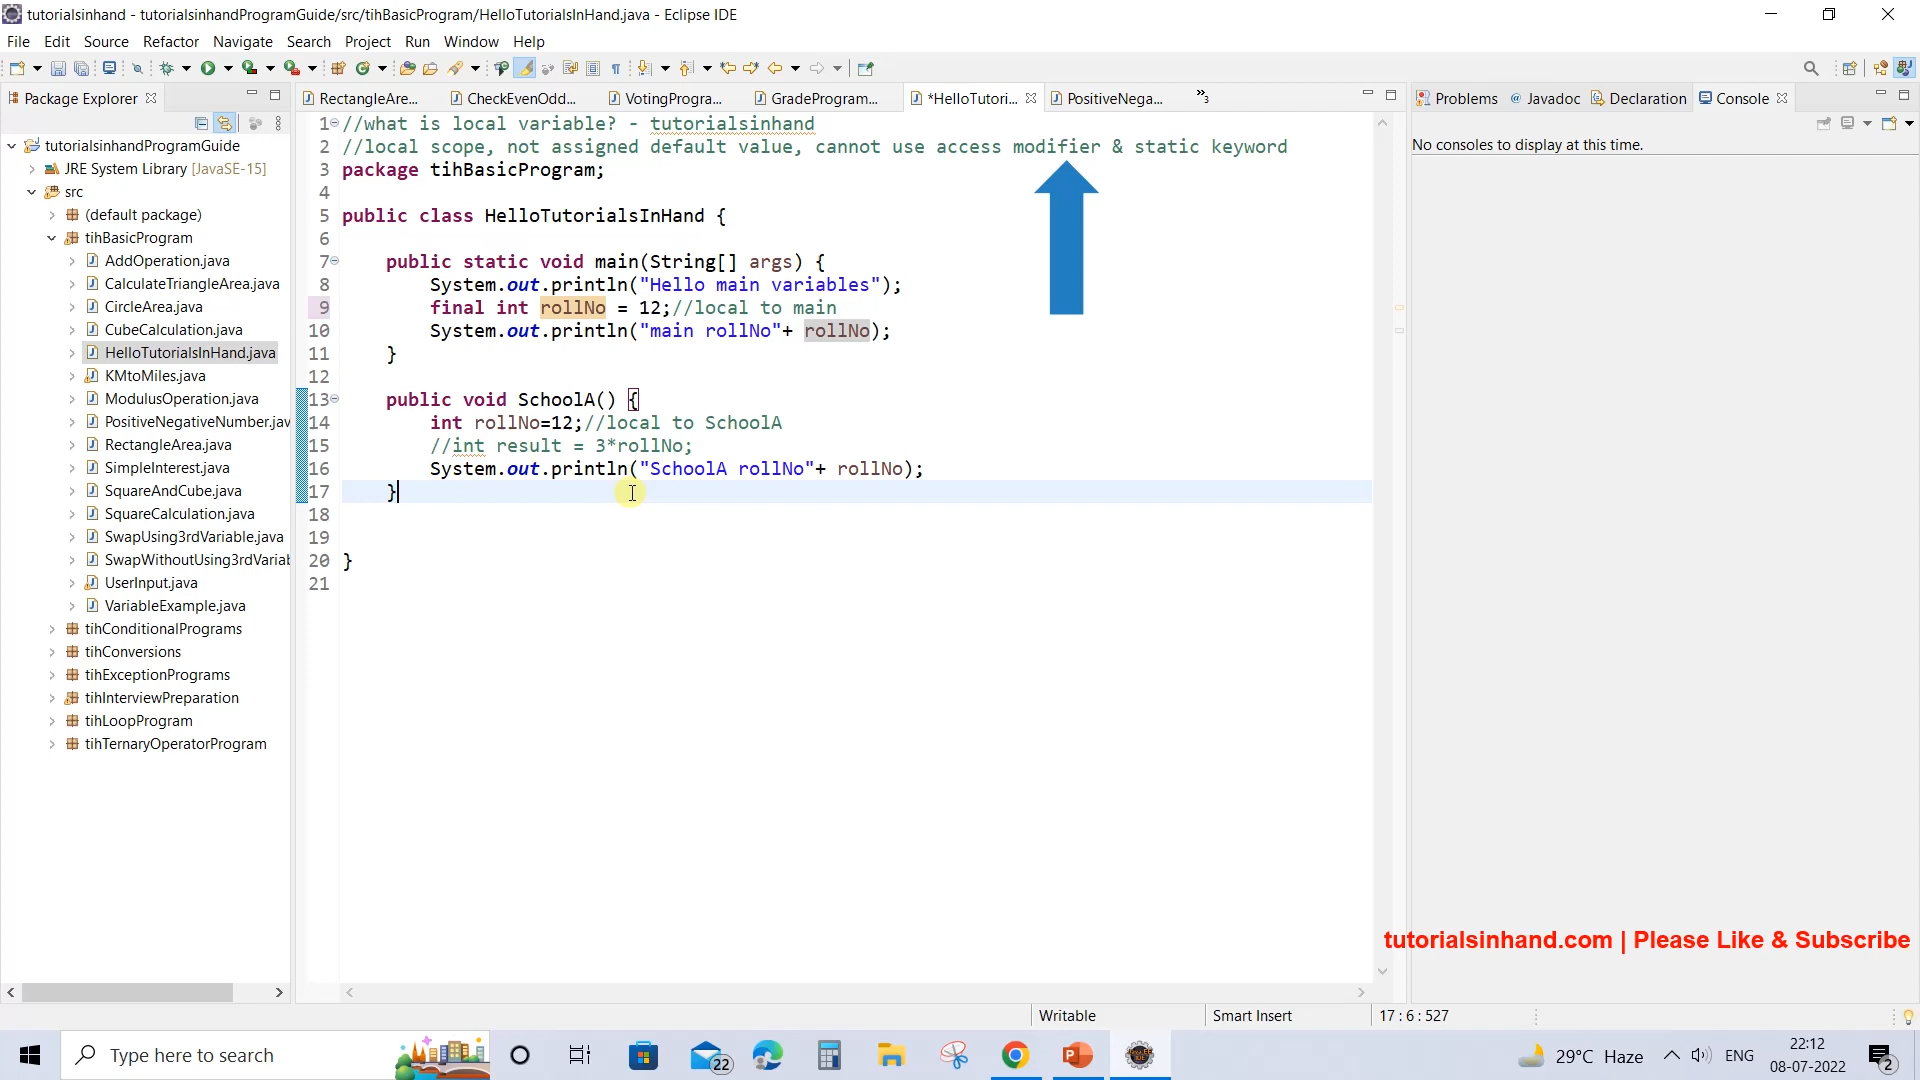 tutorialsinhand - tutorialsinhandProgramGuide/src/tihBasicProgram/HelloTutorialsInHand.java - Eclipse IDE
File Edit Source Refactor Navigate Search Project Run Window Help
Package Explorer
RectangleAre...
CheckEvenOdd...
VotingProgra...
GradeProgram...
*HelloTutori...
PositiveNega...
»3
Problems
@ Javadoc
Declaration
Console
No consoles to display at this time.
tutorialsinhandProgramGuide
JRE System Library [JavaSE-15]
src
(default package)
tihBasicProgram
AddOperation.java
CalculateTriangleArea.java
CircleArea.java
CubeCalculation.java
HelloTutorialsInHand.java
KMtoMiles.java
ModulusOperation.java
PositiveNegativeNumber.jav
RectangleArea.java
SimpleInterest.java
SquareAndCube.java
SquareCalculation.java
SwapUsing3rdVariable.java
SwapWithoutUsing3rdVariab
UserInput.java
VariableExample.java
tihConditionalPrograms
tihConversions
tihExceptionPrograms
tihInterviewPreparation
tihLoopProgram
tihTernaryOperatorProgram
1 //what is local variable? - tutorialsinhand
2 //local scope, not assigned default value, cannot use access modifier & static keyword
3 package tihBasicProgram;
4
5 public class HelloTutorialsInHand {
6
7 public static void main(String[] args) {
8 System.out.println("Hello main variables");
9 final int rollNo = 12;//local to main
10 System.out.println("main rollNo"+ rollNo);
11 }
12
13 public void SchoolA() {
14 int rollNo=12;//local to SchoolA
15 //int result = 3*rollNo;
16 System.out.println("SchoolA rollNo"+ rollNo);
17 }
18
19
20 }
21
tutorialsinhand.com | Please Like & Subscribe
Writable
Smart Insert
17 : 6 : 527
Type here to search
22
29°C Haze
ENG
22:12
08-07-2022
2